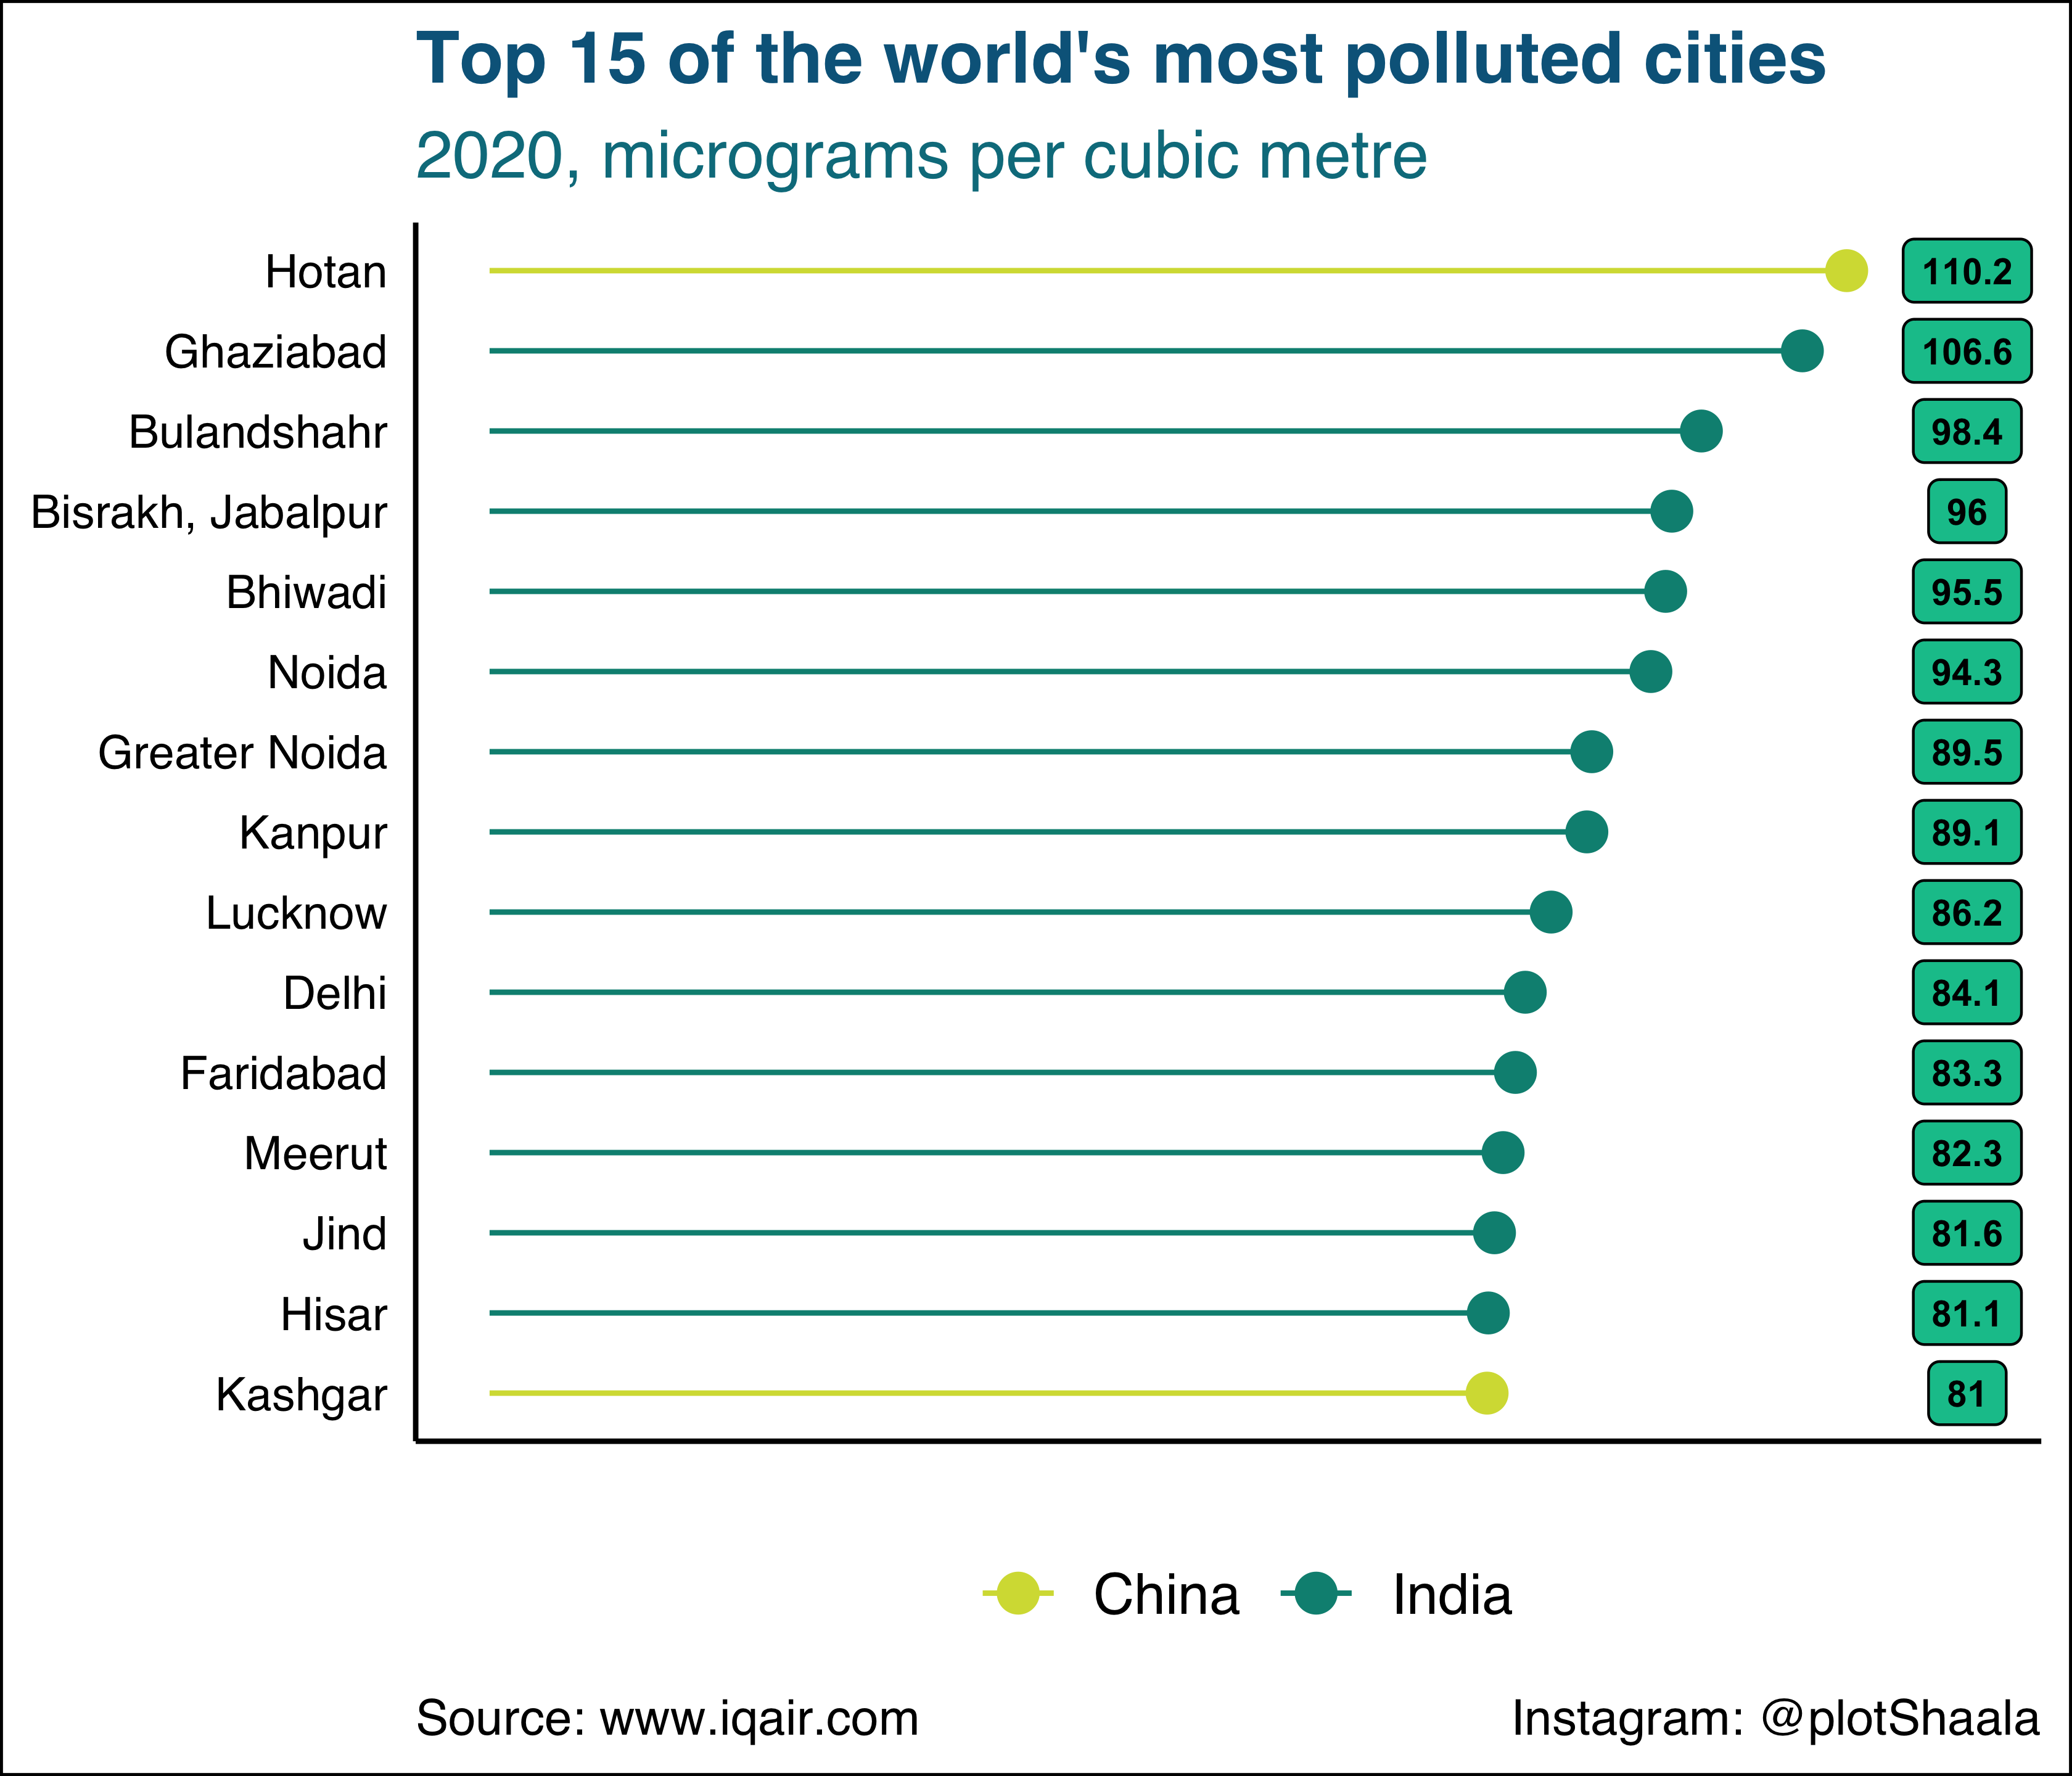 Top 15 of the world's most polluted cities
2020, micrograms per cubic metre
Hotan 110.2
Ghaziabad 106.6
Bulandshahr 98.4
Bisrakh, Jabalpur 96
Bhiwadi 95.5
Noida 94.3
Greater Noida 89.5
Kanpur 89.1
Lucknow 86.2
Delhi 84.1
Faridabad 83.3
Meerut 82.3
Jind 81.6
Hisar 81.1
Kashgar 81
China India
Source: www.iqair.com Instagram: @plotShaala